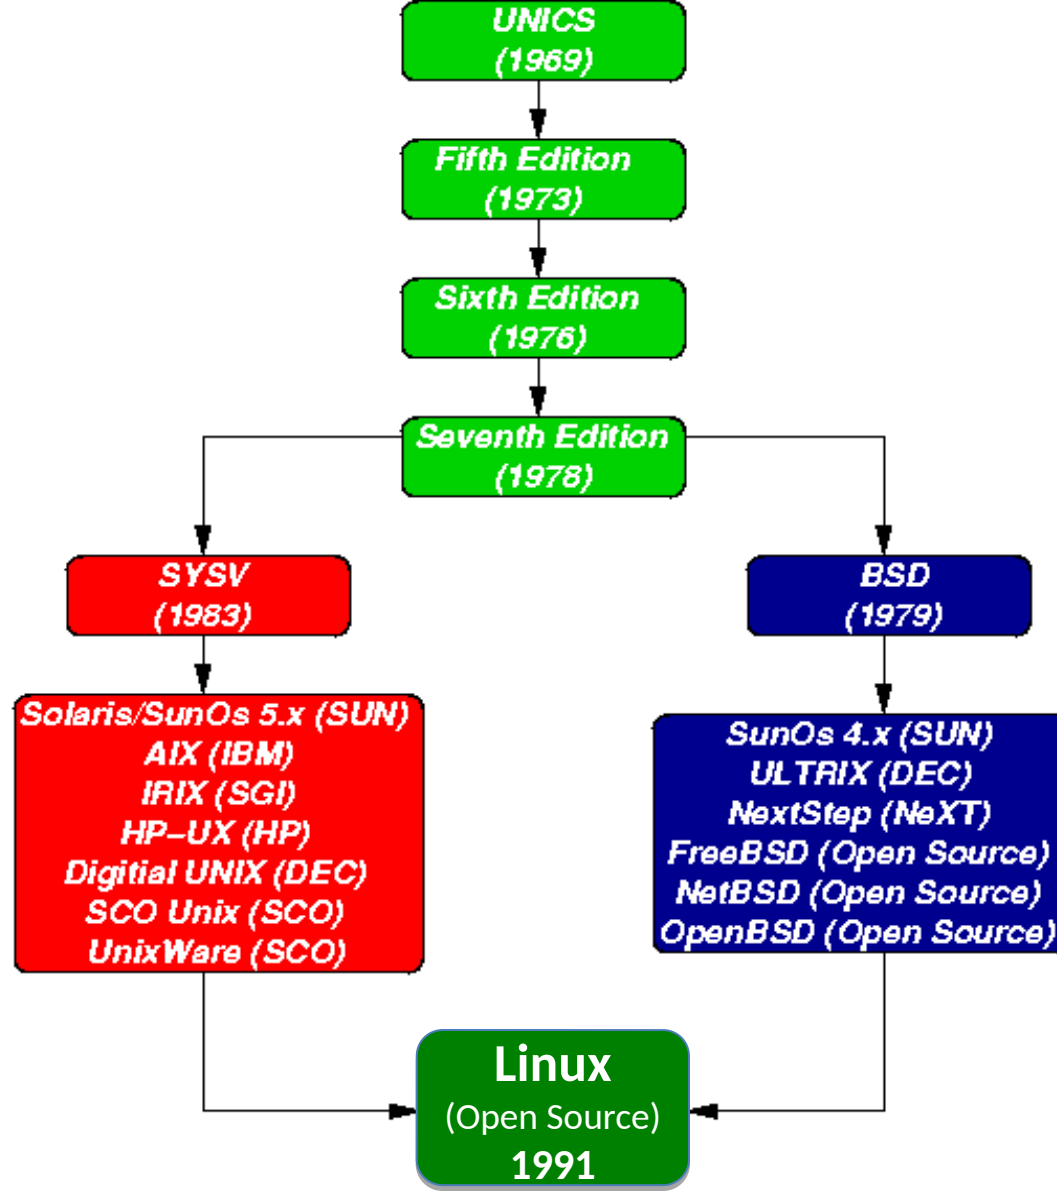 UNICS
(1969)
Fifth Edition
(1973)
Sixth Edition
(1976)
Seventh Edition
(1978)
SYSV
(1983)
BSD
(1979)
Solaris/SunOs 5.x (SUN)
AIX (IBM)
IRIX (SGI)
HP-UX (HP)
Digitial UNIX (DEC)
SCO Unix (SCO)
UnixWare (SCO)
SunOs 4.x (SUN)
ULTRIX (DEC)
NextStep (NeXT)
FreeBSD (Open Source)
NetBSD (Open Source)
OpenBSD (Open Source)
Linux
(Open Source)
1991